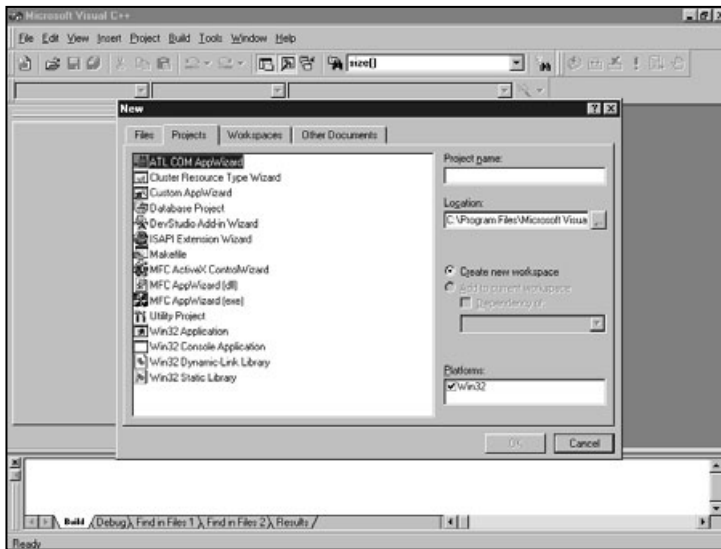 Microsoft Visual C++
File Edit View Insert Project Build Tools Window Help
size[]
New
Files Projects Workspaces Other Documents
ATL COM AppWizard
Cluster Resource Type Wizard
Custom AppWizard
Database Project
DevStudio Add-in Wizard
ISAPI Extension Wizard
Makefile
MFC ActiveX ControlWizard
MFC AppWizard (dll)
MFC AppWizard (exe)
Utility Project
Win32 Application
Win32 Console Application
Win32 Dynamic-Link Library
Win32 Static Library
Project name:
Location:
C:\Program Files\Microsoft Visua ...
Create new workspace
Add to current workspace
Dependency of:
Platforms:
Win32
OK Cancel
Build Debug Find in Files 1 Find in Files 2 Results
Ready